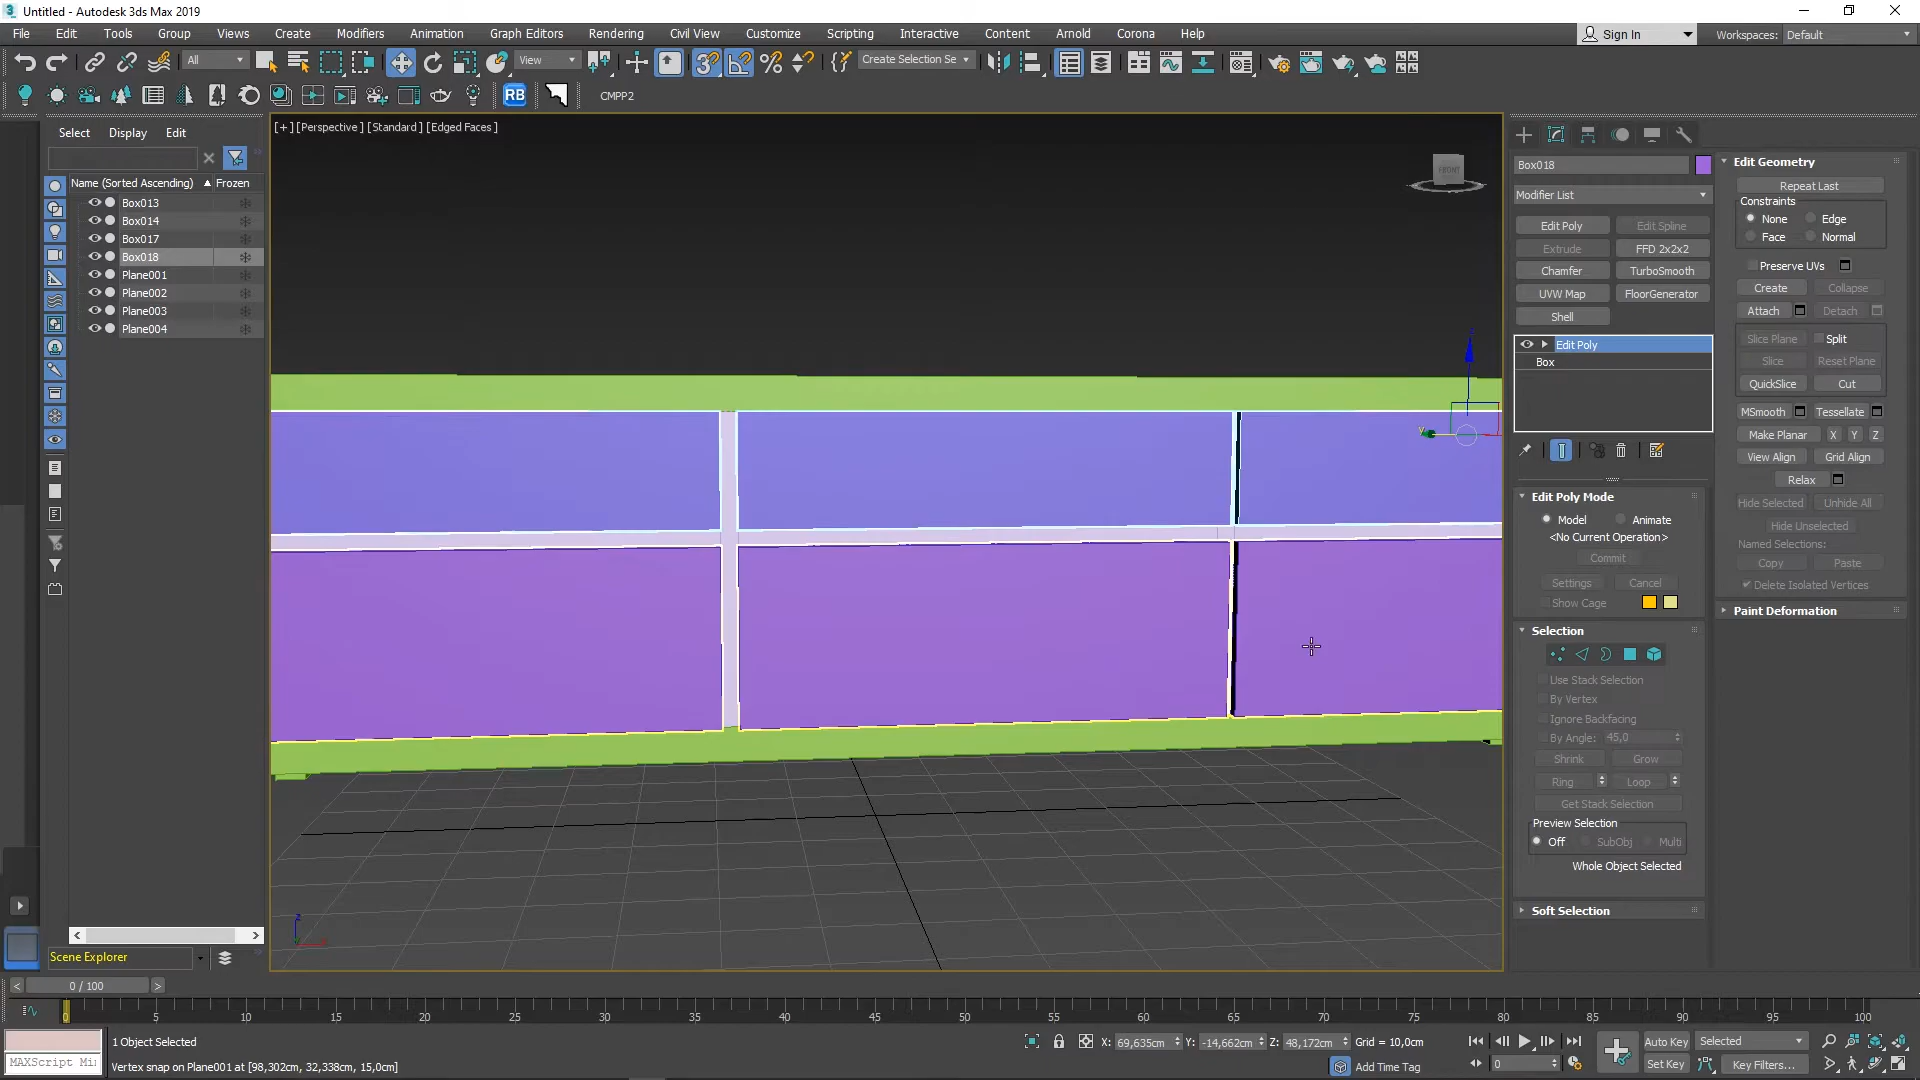 Untitled - Autodesk 3ds Max 2019
File Edit Tools Group Views Create Modifiers Animation Graph Editors Rendering Civil View Customize Scripting Interactive Content Arnold Corona Help
Sign In
Workspaces: Default
All
View
Create Selection Se
RB
CMPP2
Select Display Edit
Name (Sorted Ascending) Frozen
Box013
Box014
Box017
Box018
Plane001
Plane002
Plane003
Plane004
Scene Explorer
[+] [Perspective] [Standard] [Edged Faces]
FRONT
Box018
Modifier List
Edit Poly Edit Spline
Extrude FFD 2x2x2
Chamfer TurboSmooth
UVW Map FloorGenerator
Shell
Edit Poly
Box
Edit Poly Mode
Model Animate
<No Current Operation>
Commit
Settings Cancel
Show Cage
Selection
Use Stack Selection
By Vertex
Ignore Backfacing
By Angle: 45,0
Shrink Grow
Ring Loop
Get Stack Selection
Preview Selection
Off SubObj Multi
Whole Object Selected
Soft Selection
Edit Geometry
Repeat Last
Constraints
None Edge
Face Normal
Preserve UVs
Create Collapse
Attach Detach
Slice Plane Split
Slice Reset Plane
QuickSlice Cut
MSmooth Tessellate
Make Planar X Y Z
View Align Grid Align
Relax
Hide Selected Unhide All
Hide Unselected
Named Selections:
Copy Paste
Delete Isolated Vertices
Paint Deformation
0 / 100
0 5 10 15 20 25 30 35 40 45 50 55 60 65 70 75 80 85 90 95 100
1 Object Selected
X: 69,635cm Y: -14,662cm Z: 48,172cm Grid = 10,0cm
Auto Key Selected
MAXScript Mi
Vertex snap on Plane001 at [98,302cm, 32,338cm, 15,0cm]
Add Time Tag
0
Set Key Key Filters...